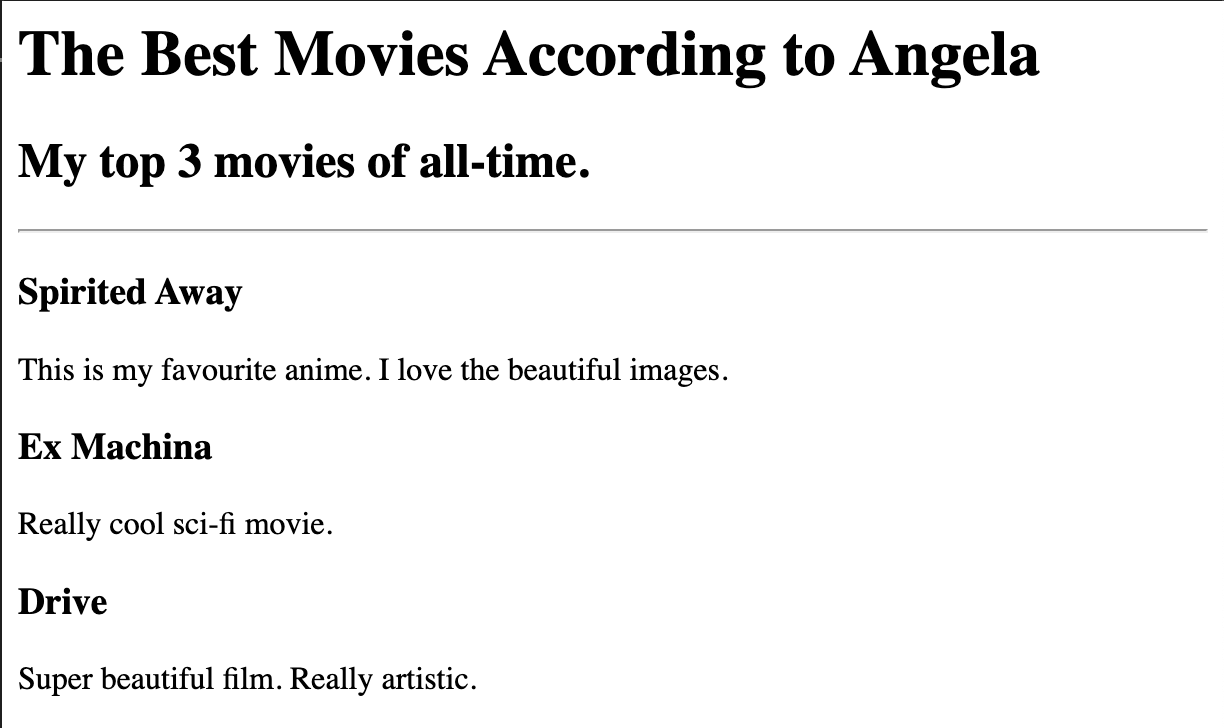 The Best Movies According to Angela
My top 3 movies of all-time.
Spirited Away
This is my favourite anime. I love the beautiful images.
Ex Machina
Really cool sci-fi movie.
Drive
Super beautiful film. Really artistic.